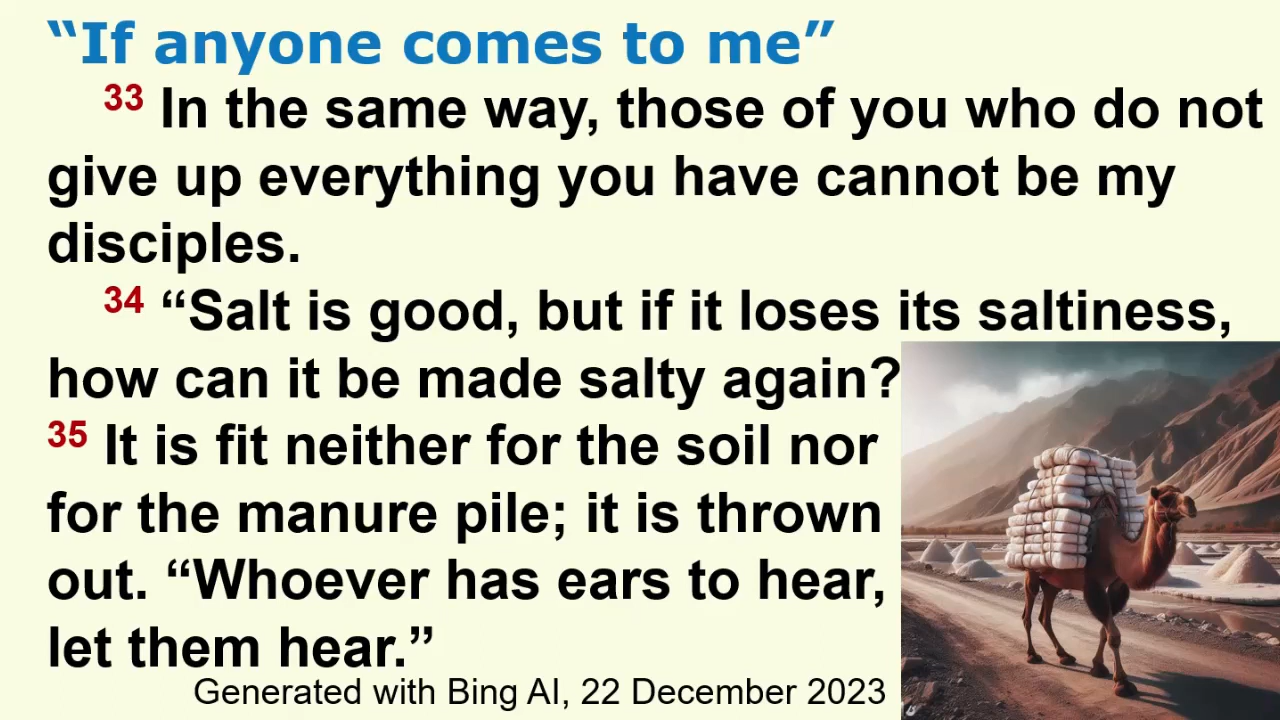 “If anyone comes to me”
33 In the same way, those of you who do not
give up everything you have cannot be my
disciples.
34 “Salt is good, but if it loses its saltiness,
how can it be made salty again?
35 It is fit neither for the soil nor
for the manure pile; it is thrown
out. “Whoever has ears to hear,
let them hear.”
Generated with Bing AI, 22 December 2023